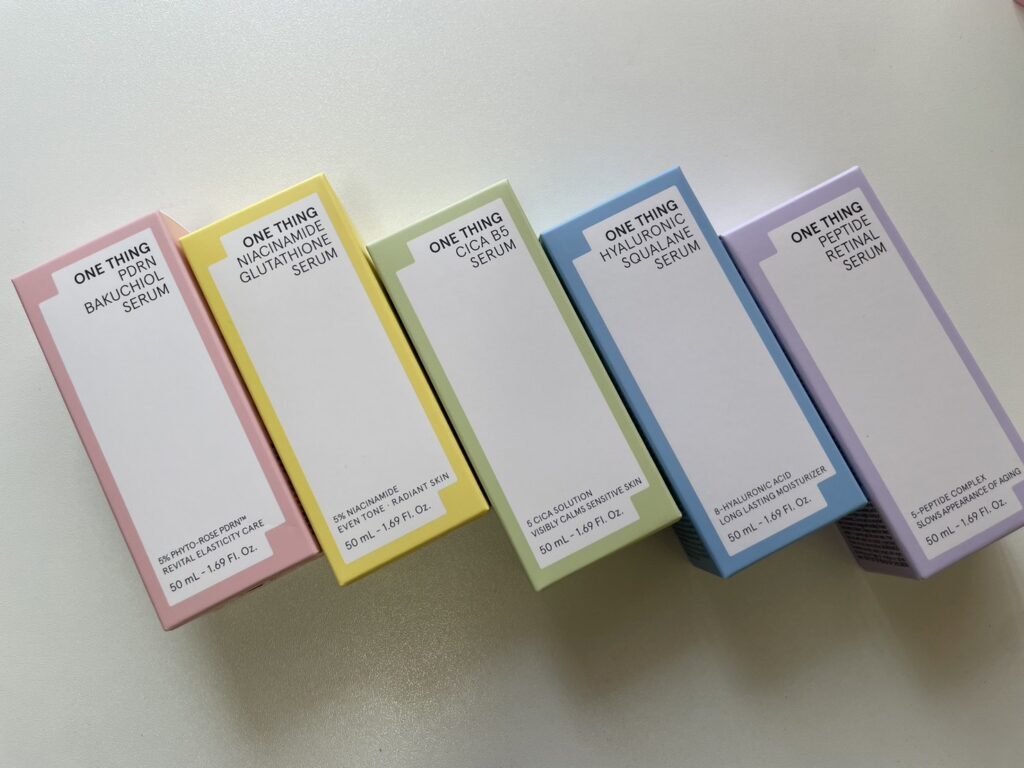 ONE THING
PDRN
BAKUCHIOL
SERUM
5% PHYTO-ROSE PDRN™
REVITAL ELASTICITY CARE
50 mL - 1.69 Fl. Oz.
ONE THING
NIACINAMIDE
GLUTATHIONE
SERUM
5% NIACINAMIDE
EVEN TONE · RADIANT SKIN
50 mL - 1.69 Fl. Oz.
ONE THING
CICA B5
SERUM
5 CICA SOLUTION
VISIBLY CALMS SENSITIVE SKIN
50 mL - 1.69 Fl. Oz.
ONE THING
HYALURONIC
SQUALANE
SERUM
8-HYALURONIC ACID
LONG LASTING MOISTURIZER
50 mL - 1.69 Fl. Oz.
ONE THING
PEPTIDE
RETINAL
SERUM
5-PEPTIDE COMPLEX
SLOWS APPEARANCE OF AGING
50 mL - 1.69 Fl. Oz.